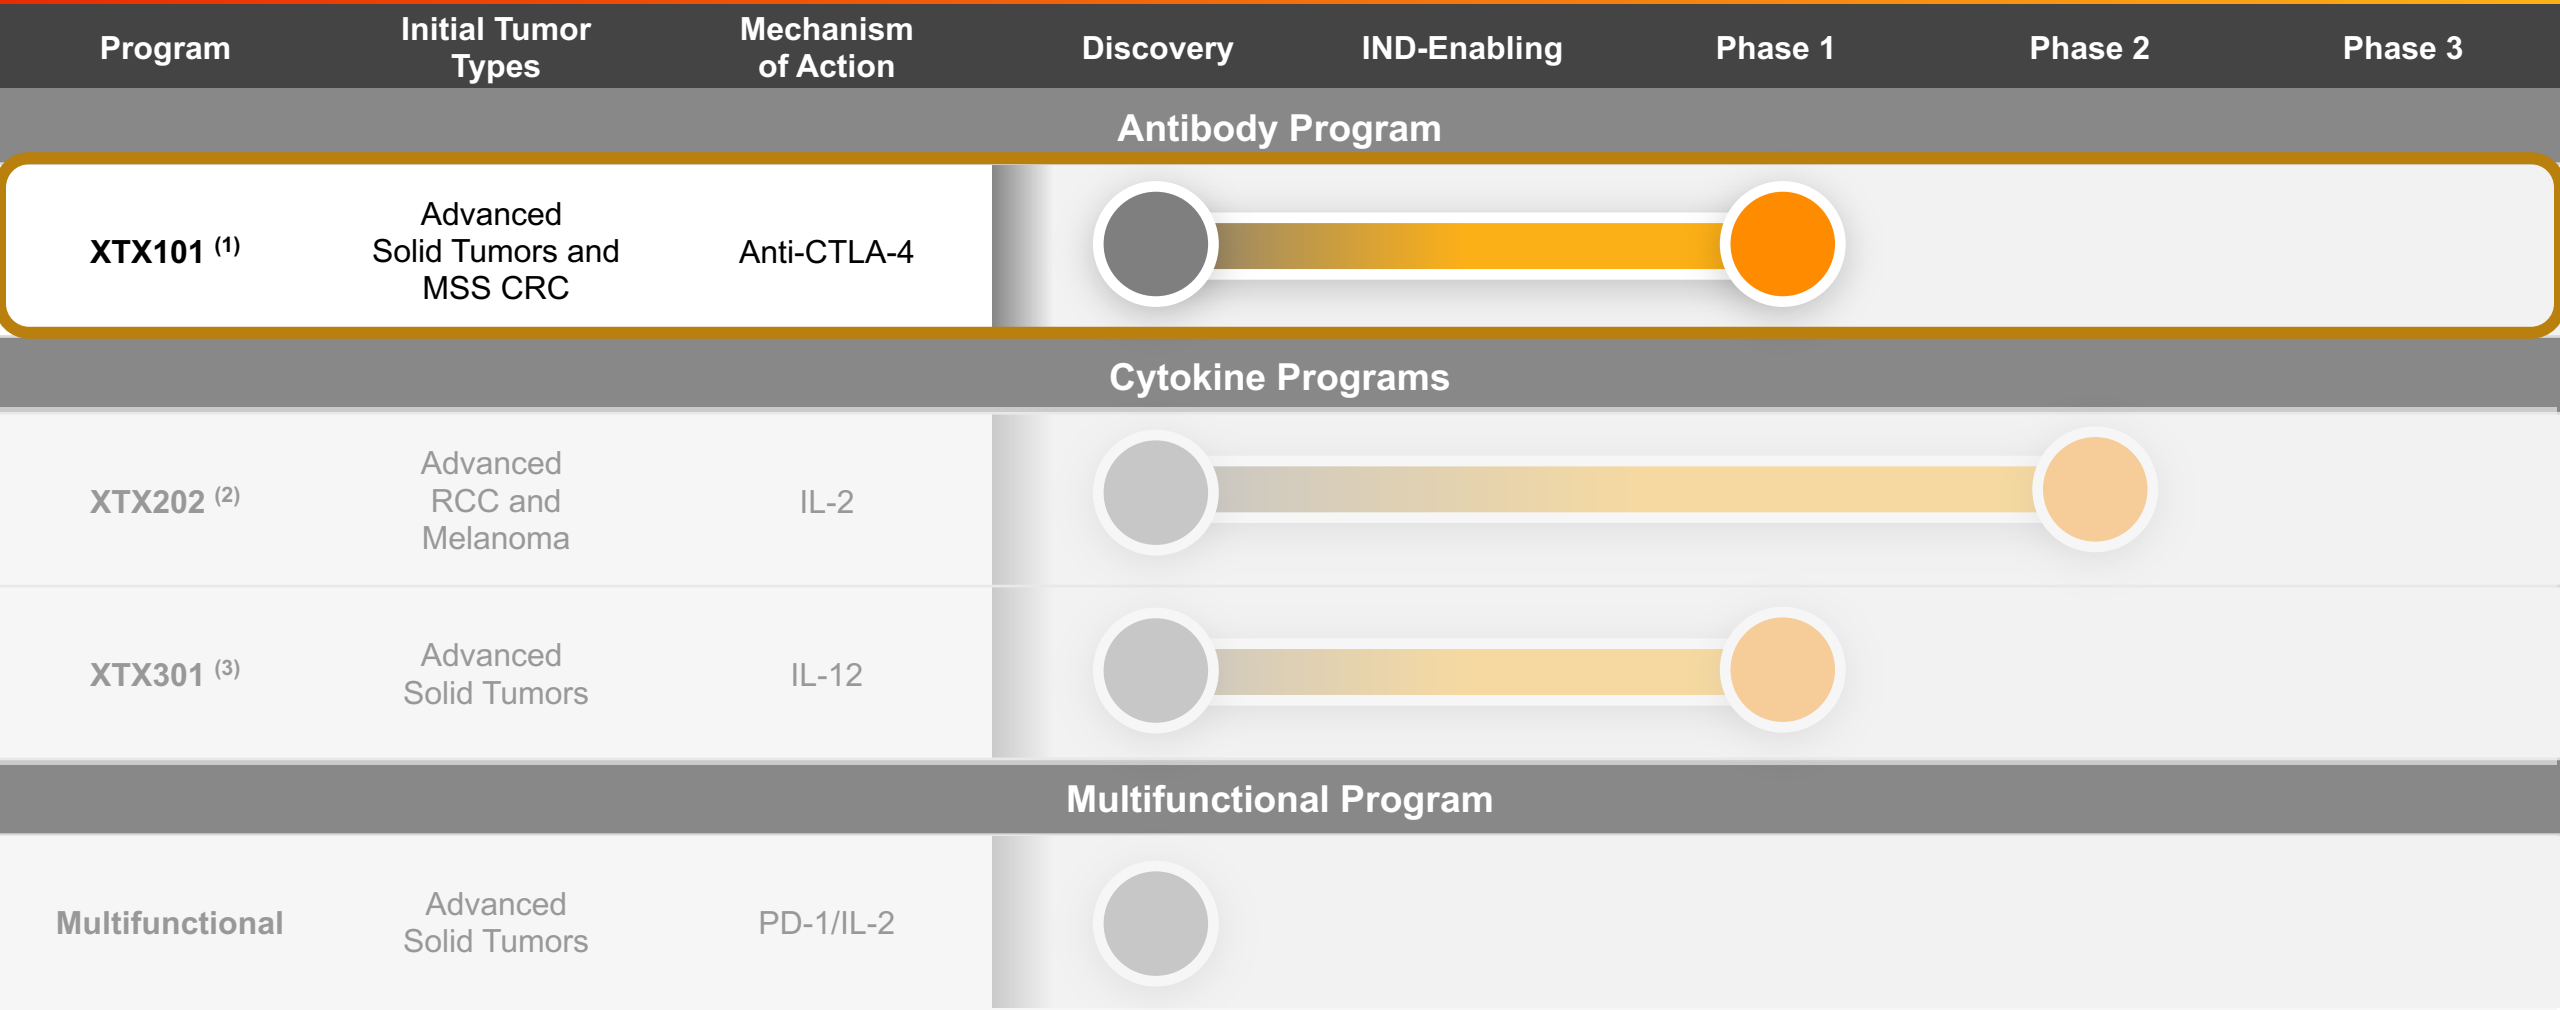 Program
Initial Tumor
Types
Mechanism
of Action
Discovery
IND-Enabling
Phase 1
Phase 2
Phase 3
Antibody Program
XTX101 (1)
Advanced
Solid Tumors and
MSS CRC
Anti-CTLA-4
Cytokine Programs
XTX202 (2)
Advanced
RCC and
Melanoma
IL-2
XTX301 (3)
Advanced
Solid Tumors
IL-12
Multifunctional Program
Multifunctional
Advanced
Solid Tumors
PD-1/IL-2